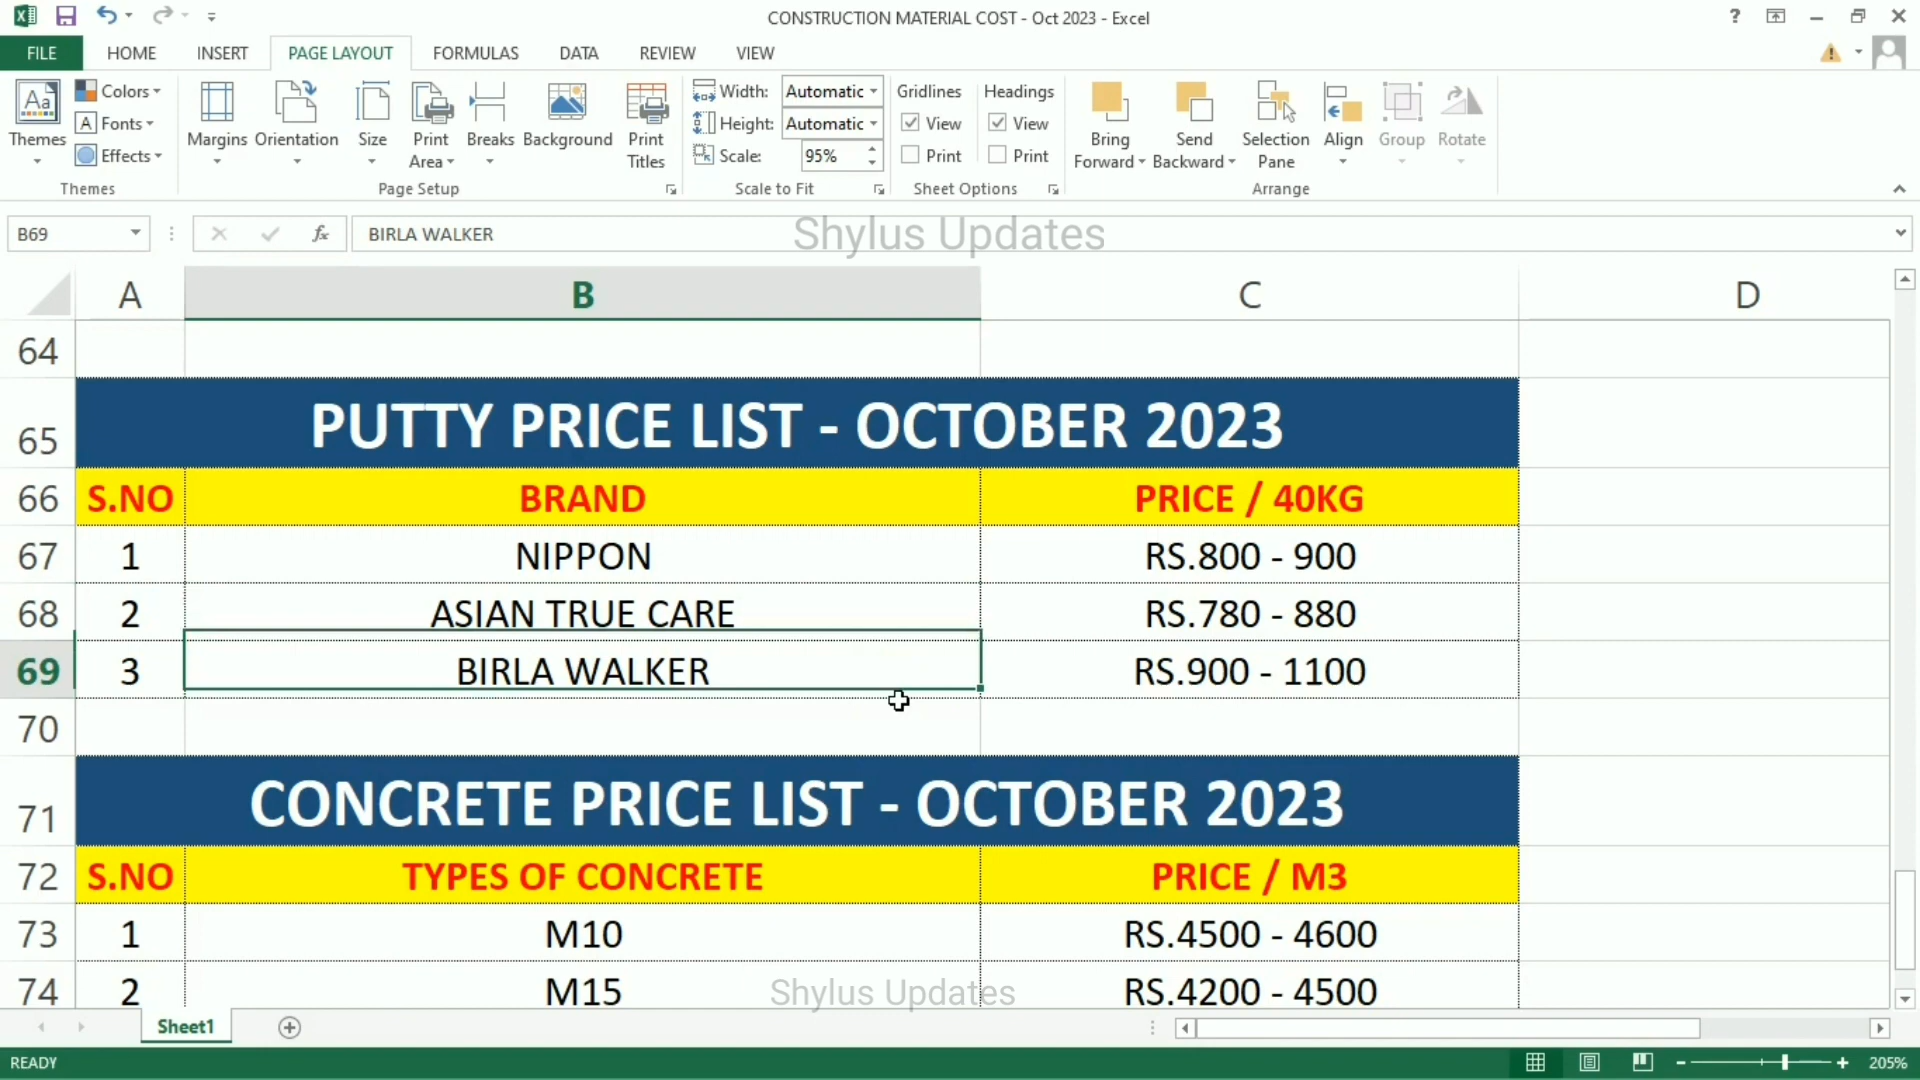 CONSTRUCTION MATERIAL COST - Oct 2023 - Excel
?
FILE HOME INSERT PAGE LAYOUT FORMULAS DATA REVIEW VIEW
Aa Themes
Colors
A Fonts
Effects
Themes
Margins Orientation Size Print Area Breaks Background Print Titles
Page Setup
Width: Automatic
Height: Automatic
Scale: 95%
Scale to Fit
Gridlines Headings
View View
Print Print
Sheet Options
Bring Forward Send Backward Selection Pane Align Group Rotate
Arrange
B69 fx BIRLA WALKER
Shylus Updates
A B C D
64
65 PUTTY PRICE LIST - OCTOBER 2023
66 S.NO BRAND PRICE / 40KG
67 1 NIPPON RS.800 - 900
68 2 ASIAN TRUE CARE RS.780 - 880
69 3 BIRLA WALKER RS.900 - 1100
70
71 CONCRETE PRICE LIST - OCTOBER 2023
72 S.NO TYPES OF CONCRETE PRICE / M3
73 1 M10 RS.4500 - 4600
74 2 M15 RS.4200 - 4500
Shylus Updates
Sheet1
READY 205%